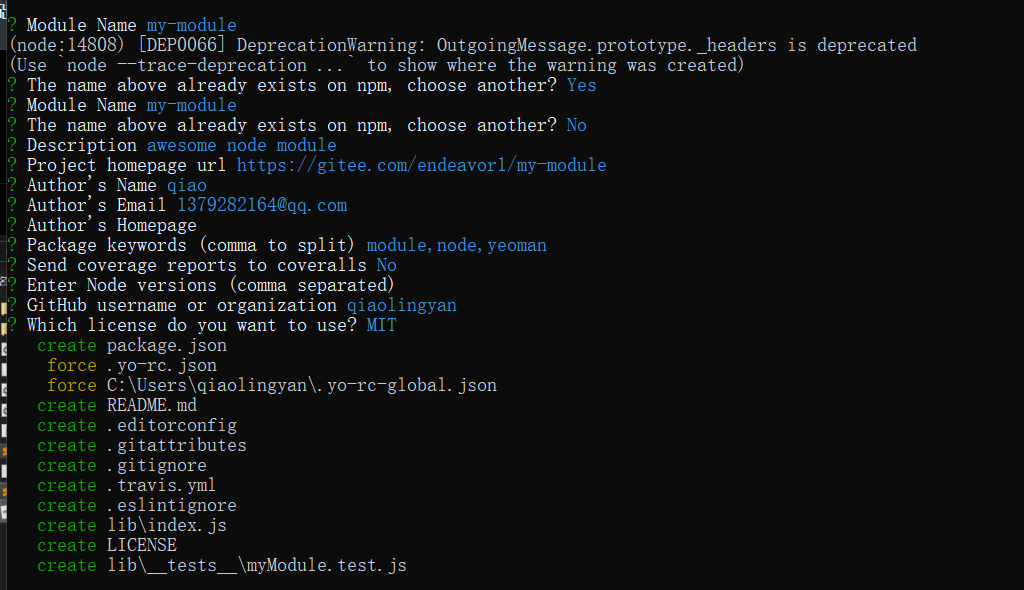 ? Module Name my-module
(node:14808) [DEP0066] DeprecationWarning: OutgoingMessage.prototype._headers is deprecated
(Use `node --trace-deprecation ...` to show where the warning was created)
? The name above already exists on npm, choose another? Yes
? Module Name my-module
? The name above already exists on npm, choose another? No
? Description awesome node module
? Project homepage url https://gitee.com/endeavorl/my-module
? Author's Name qiao
? Author's Email 1379282164@qq.com
? Author's Homepage
? Package keywords (comma to split) module,node,yeoman
? Send coverage reports to coveralls No
? Enter Node versions (comma separated)
? GitHub username or organization qiaolingyan
? Which license do you want to use? MIT
create package.json
force .yo-rc.json
force C:\Users\qiaolingyan\.yo-rc-global.json
create README.md
create .editorconfig
create .gitattributes
create .gitignore
create .travis.yml
create .eslintignore
create lib\index.js
create LICENSE
create lib\__tests__\myModule.test.js